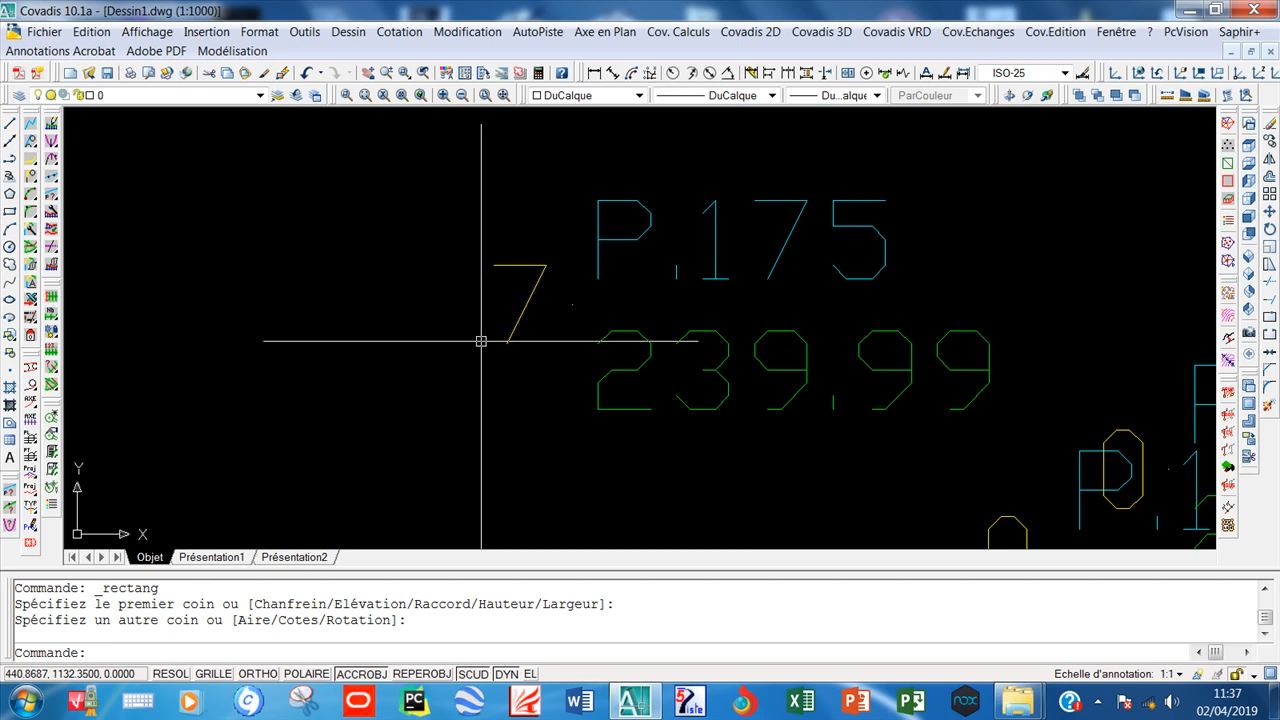 Covadis 10.1a - [Dessin1.dwg (1:1000)]
Fichier Edition Affichage Insertion Format Outils Dessin Cotation Modification AutoPiste Axe en Plan Cov. Calculs Covadis 2D Covadis 3D Covadis VRD Cov.Echanges Cov.Edition Fenêtre ? PcVision Saphir+
Annotations Acrobat Adobe PDF Modélisation
ISO-25
0 DuCalque DuCalque Du...alque ParCouleur
P.175
7
239.99
P.1
Y
X
Objet Présentation1 Présentation2
Commande: _rectang
Spécifiez le premier coin ou [Chanfrein/Elévation/Raccord/Hauteur/Largeur]:
Spécifiez un autre coin ou [Aire/Cotes/Rotation]:
Commande:
440.8687, 1132.3500, 0.0000 RESOL GRILLE ORTHO POLAIRE ACCROBJ REPEROBJ SCUD DYN EL Echelle d'annotation: 1:1
11:37
02/04/2019